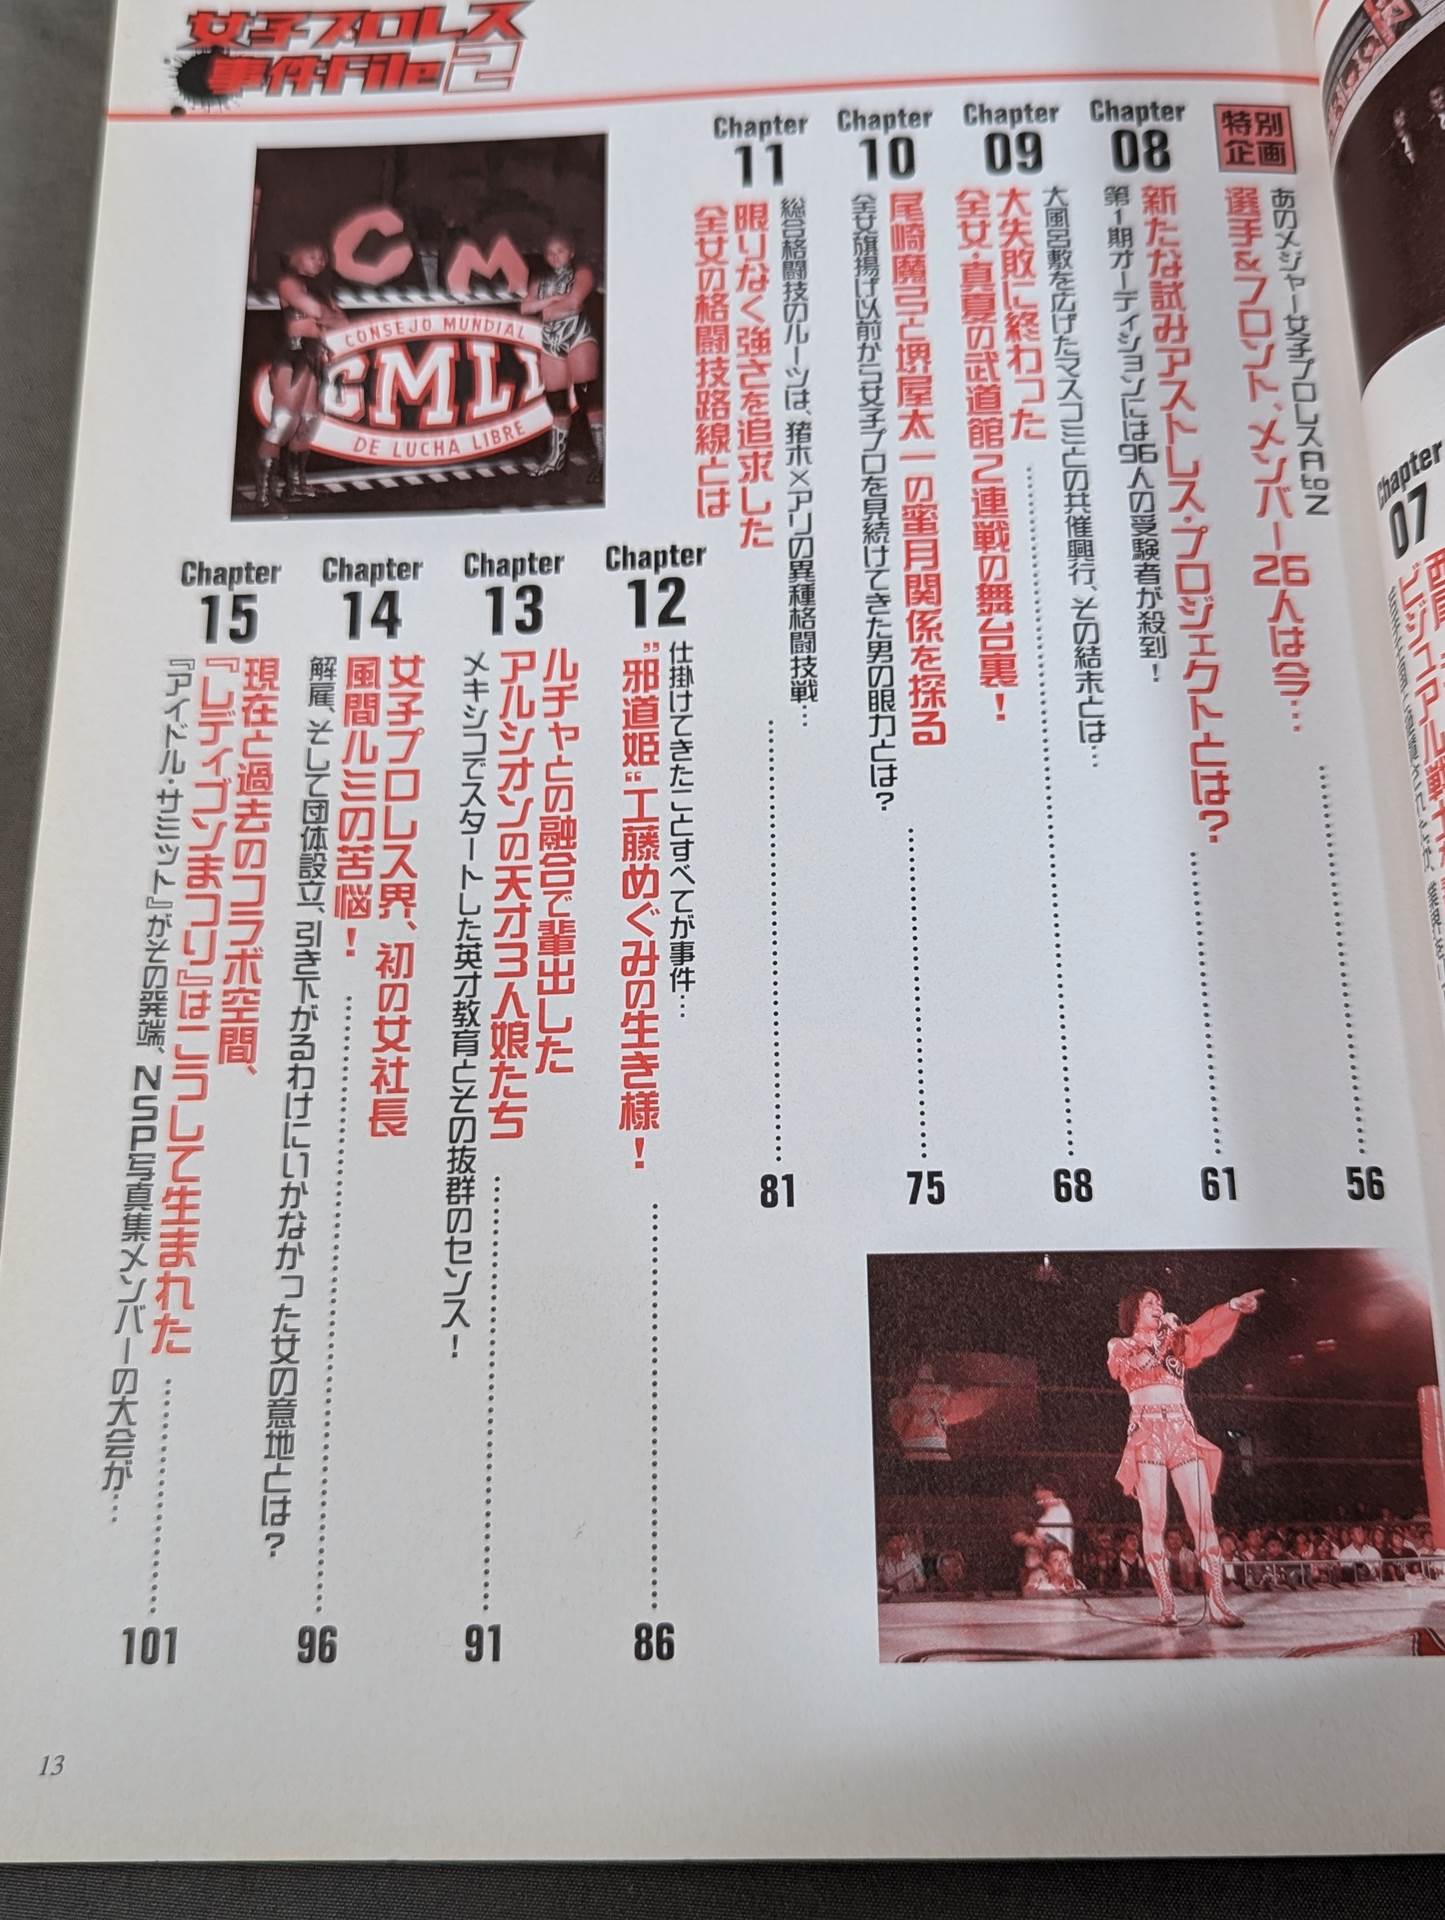 女子プロレス
事件File2
Chapter
07
特別
企画
あのメジャー女子プロレスA to Z
選手&フロント、メンバー26人は今…
56
Chapter
08
新たな試みアストレス・プロジェクトとは?
第1期オーディションには96人の受験者が殺到!
61
Chapter
09
大風呂敷を広げたマスコミとの共催興行、その結末とは…
大失敗に終わった
全女・真夏の武道館2連戦の舞台裏!
68
Chapter
10
尾崎魔弓と堺屋太一の蜜月関係を探る
全女旗揚げ以前から女子プロを見続けてきた男の眼力とは?
75
Chapter
11
総合格闘技のルーツは、猪木×アリの異種格闘技戦…
限りなく強さを追求した
全女の格闘技路線とは
81
CM
CONSEJO MUNDIAL
CMLL
DE LUCHA LIBRE
Chapter
12
仕掛けてきたことすべてが事件…
"邪道姫"工藤めぐみの生き様!
86
Chapter
13
ルチャとの融合で輩出した
アルシオンの天才3人娘たち
メキシコでスタートした英才教育とその抜群のセンス!
91
Chapter
14
女子プロレス界、初の女社長
風間ルミの苦悩!
解雇、そして団体設立、引き下がるわけにいかなかった女の意地とは?
96
Chapter
15
現在と過去のコラボ空間、
『レディゴンまつり』はこうして生まれた
『アイドル・サミット』がその発端、NSP写真集メンバーの大会が…
101
13